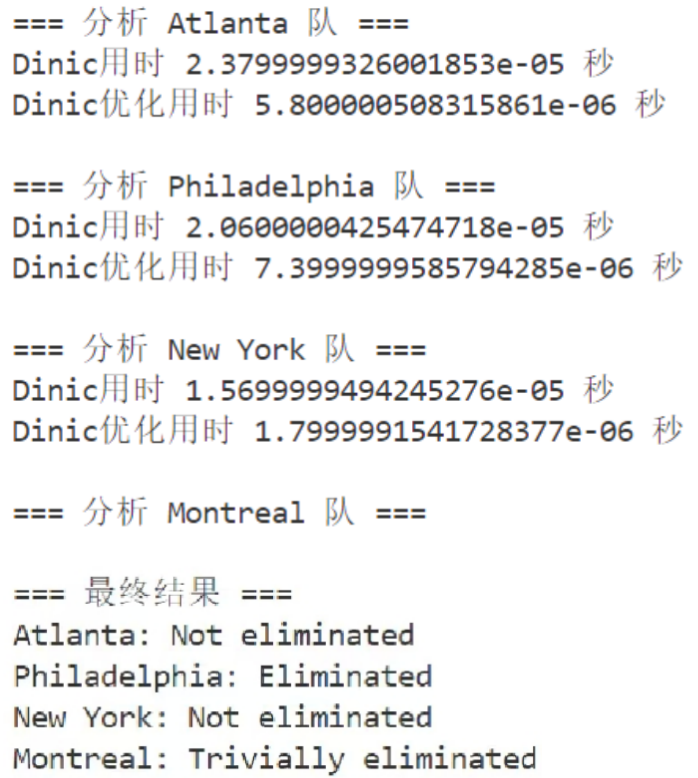 === 分析 Atlanta 队 ===
Dinic用时 2.3799999326001853e-05 秒
Dinic优化用时 5.800000508315861e-06 秒
=== 分析 Philadelphia 队 ===
Dinic用时 2.0600000425474718e-05 秒
Dinic优化用时 7.3999999585794285e-06 秒
=== 分析 New York 队 ===
Dinic用时 1.5699999494245276e-05 秒
Dinic优化用时 1.7999991541728377e-06 秒
=== 分析 Montreal 队 ===
=== 最终结果 ===
Atlanta: Not eliminated
Philadelphia: Eliminated
New York: Not eliminated
Montreal: Trivially eliminated